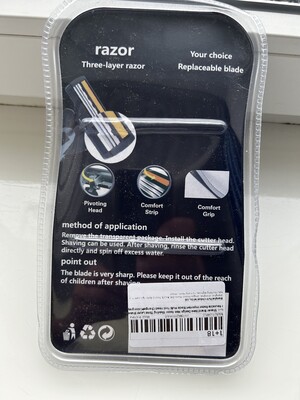 razor
Your choice
Three-layer razor
Replaceable blade
Pivoting
Head
Comfort
Strip
Comfort
Grip
method of application
Remove the transparent package. Install the cutter head.
Shaving can be used. After shaving, rinse the cutter head
directly and spin off excess water.
point out
The blade is very sharp. Please keep it out of the reach
of children after shaving.
1+18